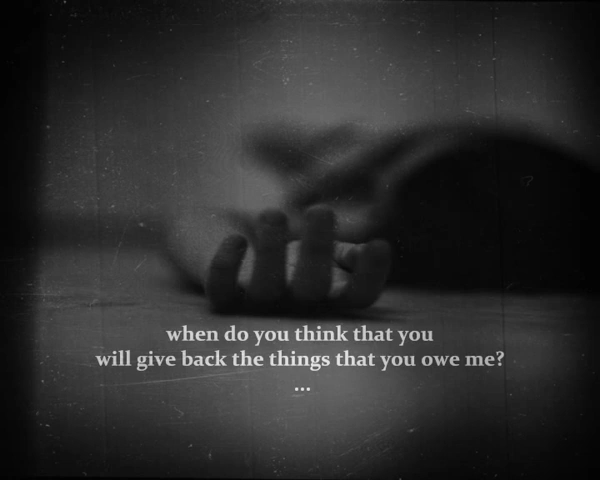 when do you think that you
will give back the things that you owe me?
...